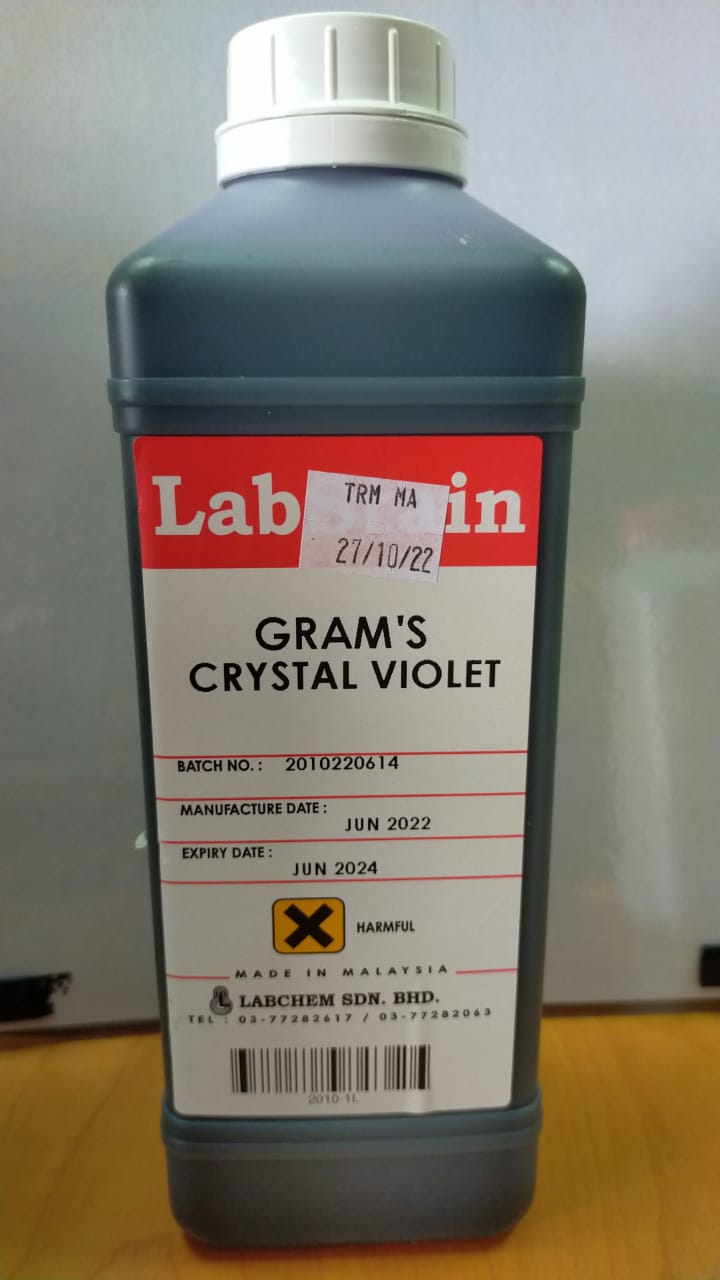 Lab in
TRM MA
27/10/22
GRAM'S
CRYSTAL VIOLET
BATCH NO. : 2010220614
MANUFACTURE DATE :
JUN 2022
EXPIRY DATE :
JUN 2024
HARMFUL
MADE IN MALAYSIA
L LABCHEM SDN. BHD.
TEL : 03-77282617 / 03-77282063
2010-1L